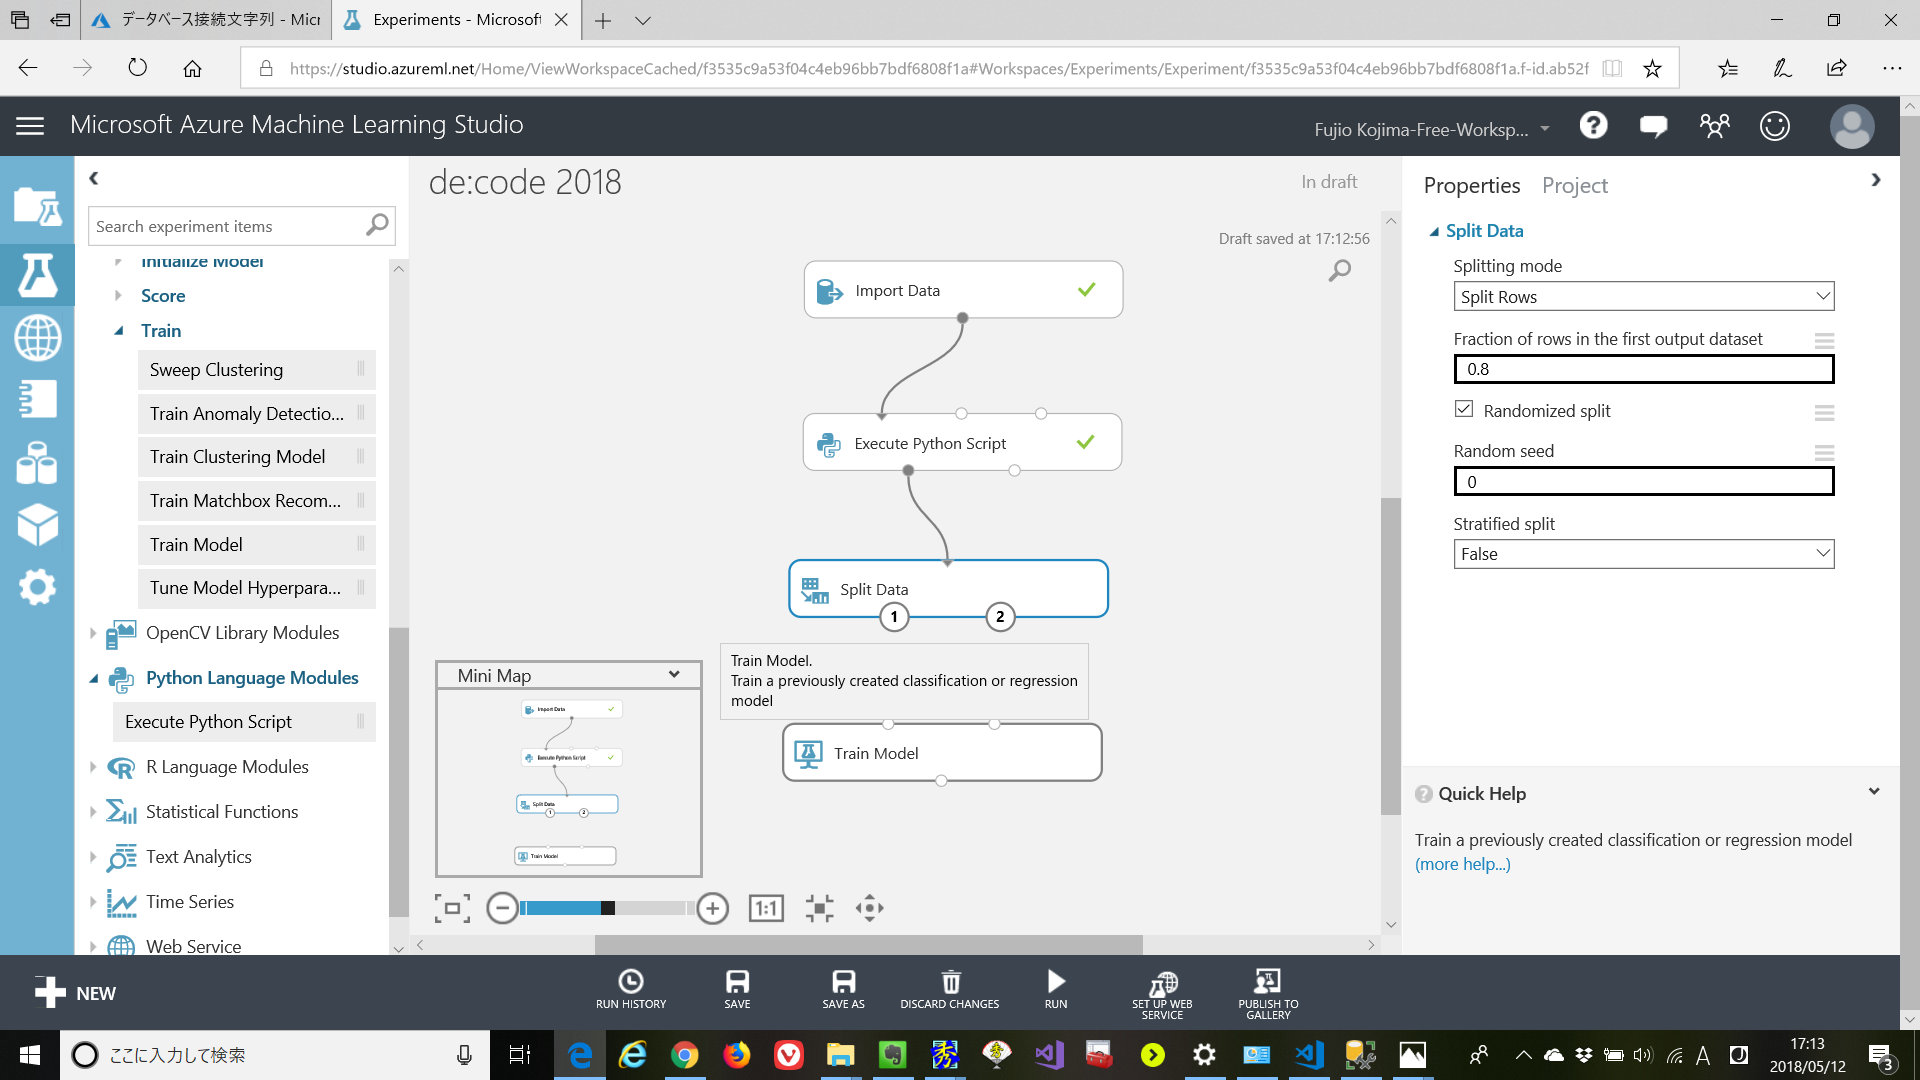 データベース接続文字列 - Micr
Experiments - Microsoft
https://studio.azureml.net/Home/ViewWorkspaceCached/f3535c9a53f04c4eb96bb7bdf6808f1a#Workspaces/Experiments/Experiment/f3535c9a53f04c4eb96bb7bdf6808f1a.f-id.ab52f
Microsoft Azure Machine Learning Studio
Fujio Kojima-Free-Worksp...
Search experiment items
Initialize Model
Score
Train
Sweep Clustering
Train Anomaly Detectio...
Train Clustering Model
Train Matchbox Recom...
Train Model
Tune Model Hyperpara...
OpenCV Library Modules
Python Language Modules
Execute Python Script
R Language Modules
Statistical Functions
Text Analytics
Time Series
Web Service
de:code 2018
In draft
Draft saved at 17:12:56
Import Data
Execute Python Script
Split Data
1
2
Train Model.
Train a previously created classification or regression
model
Train Model
Mini Map
Import Data
Execute Python Script
Split Data
1
2
Train Model
1:1
Properties
Project
Split Data
Splitting mode
Split Rows
Fraction of rows in the first output dataset
0.8
Randomized split
Random seed
0
Stratified split
False
Quick Help
Train a previously created classification or regression model
(more help...)
NEW
RUN HISTORY
SAVE
SAVE AS
DISCARD CHANGES
RUN
SET UP WEB
SERVICE
PUBLISH TO
GALLERY
ここに入力して検索
秀
A
17:13
2018/05/12
3